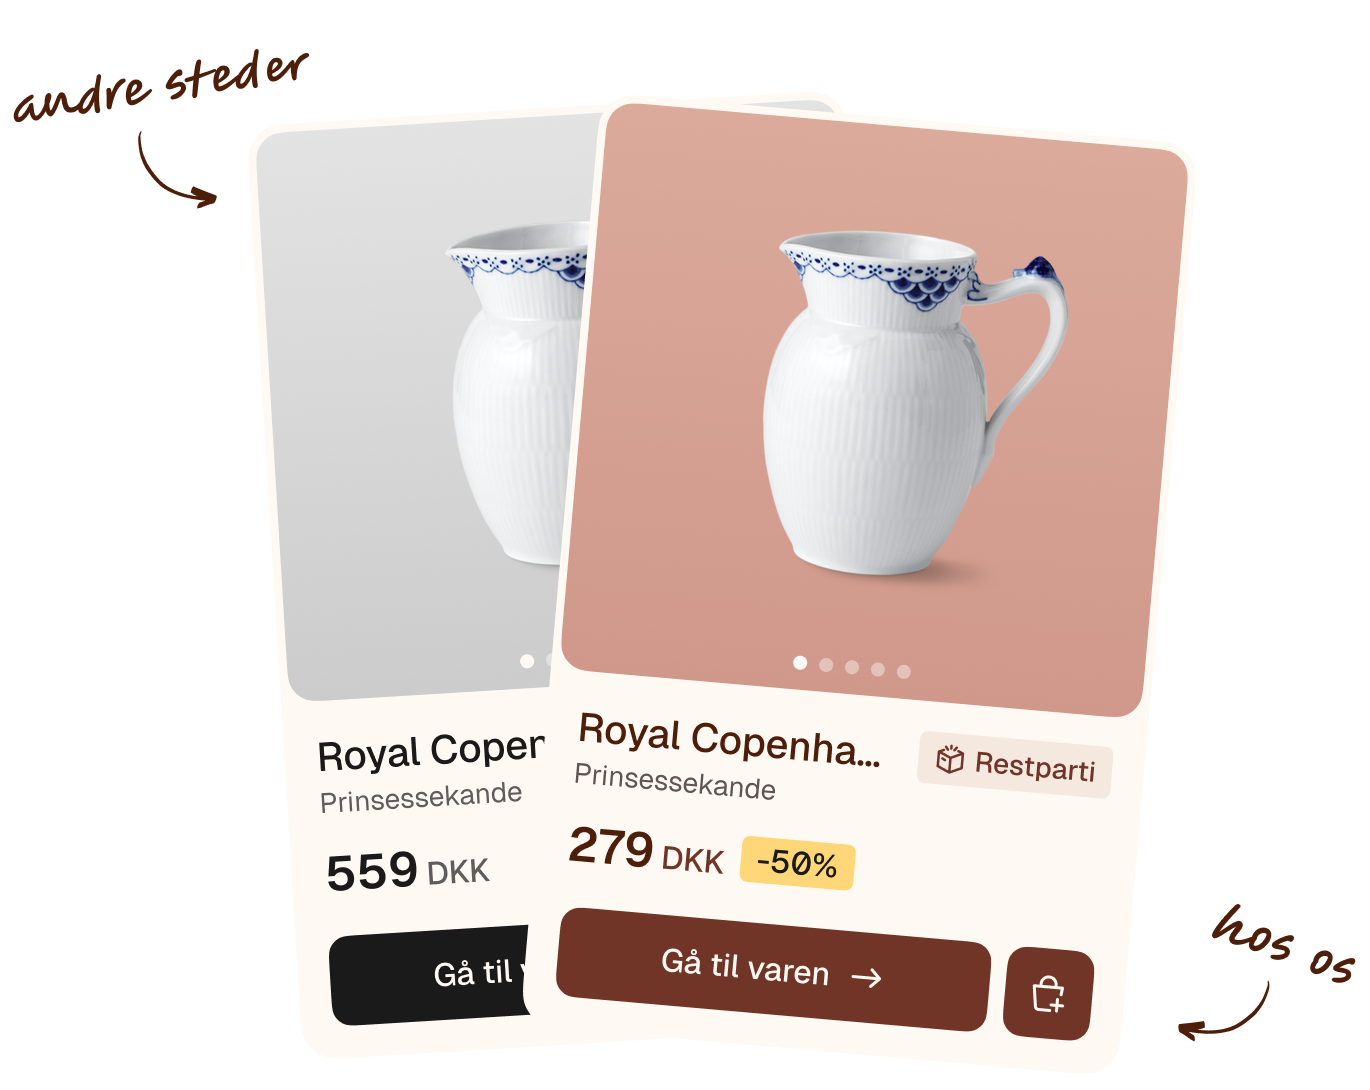 andre steder
Royal Copen
Prinsessekande
559 DKK
Gå til
Royal Copenha...
Restparti
Prinsessekande
279 DKK
-50%
Gå til varen
hos os